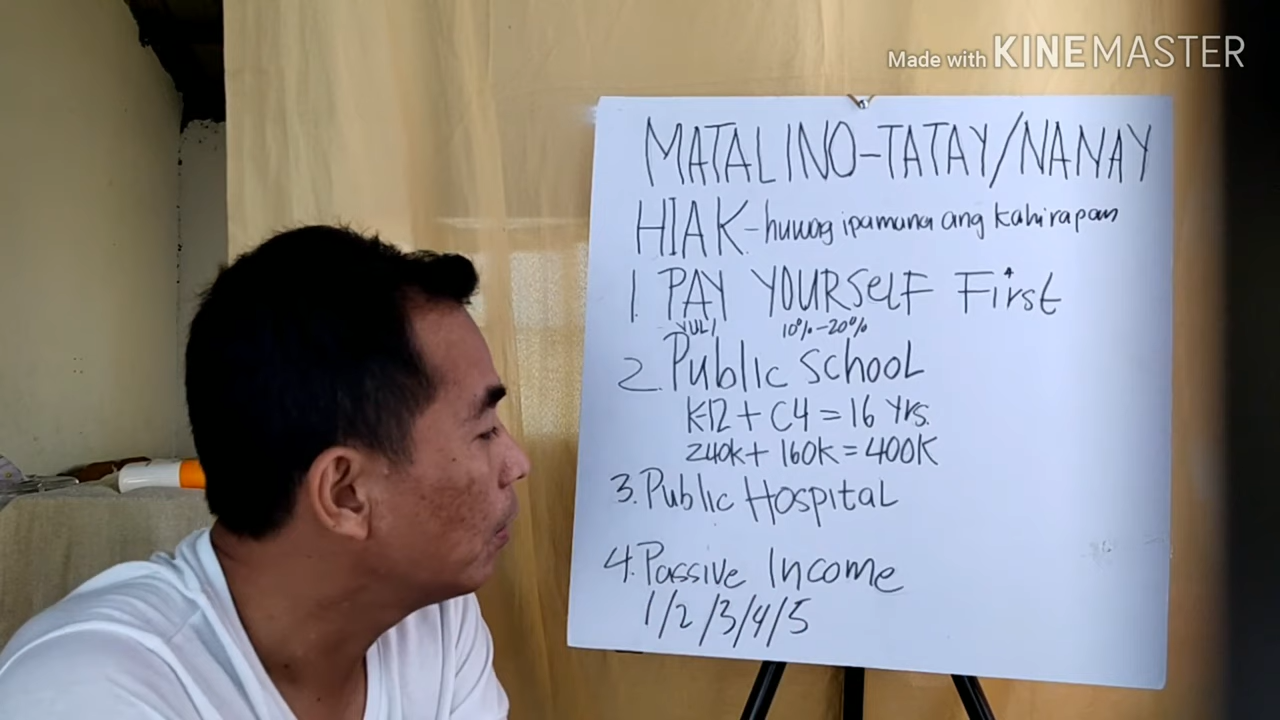 Made with KINEMASTER
MATALINO-TATAY/NANAY
HIAK-huwag ipamana ang kahirapan
1. PAY YOURSELF FIrst
VUL, 10%-20%
2. Public SCHOOL
K12 + C4 = 16 Yrs.
240k + 160K = 400K
3. Public HospitaL
4. Passive Income
1/2/3/4/5